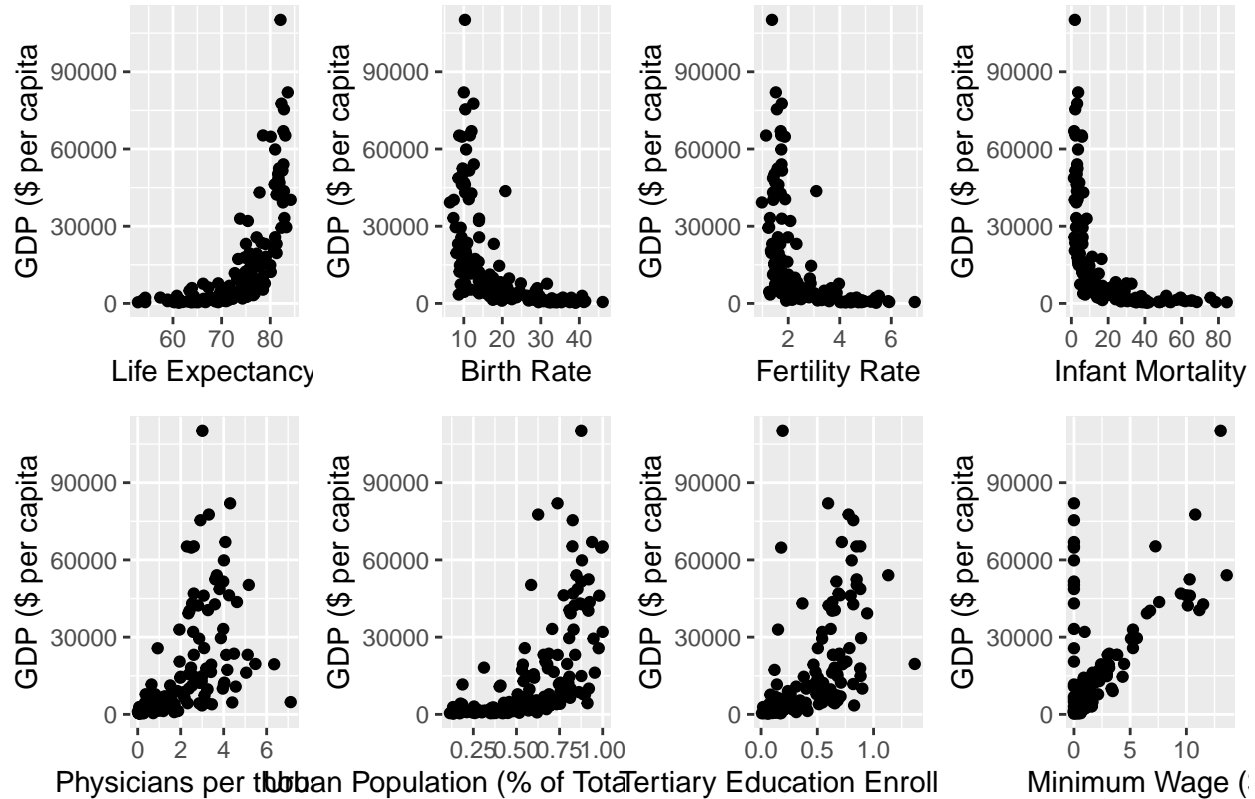 GDP ($ per capita
90000
60000
30000
0
60 70 80
Life Expectancy
GDP ($ per capita
90000
60000
30000
0
10 20 30 40
Birth Rate
GDP ($ per capita
90000
60000
30000
0
2 4 6
Fertility Rate
GDP ($ per capita
90000
60000
30000
0
0 20 40 60 80
Infant Mortality
GDP ($ per capita
90000
60000
30000
0
0 2 4 6
Physicians per
GDP ($ per capita
90000
60000
30000
0
0.25 0.50 0.75 1.00
Urban Population (% of Tota
GDP ($ per capita
90000
60000
30000
0
0.0 0.5 1.0
Tertiary Education Enroll
GDP ($ per capita
90000
60000
30000
0
0 5 10
Minimum Wage (